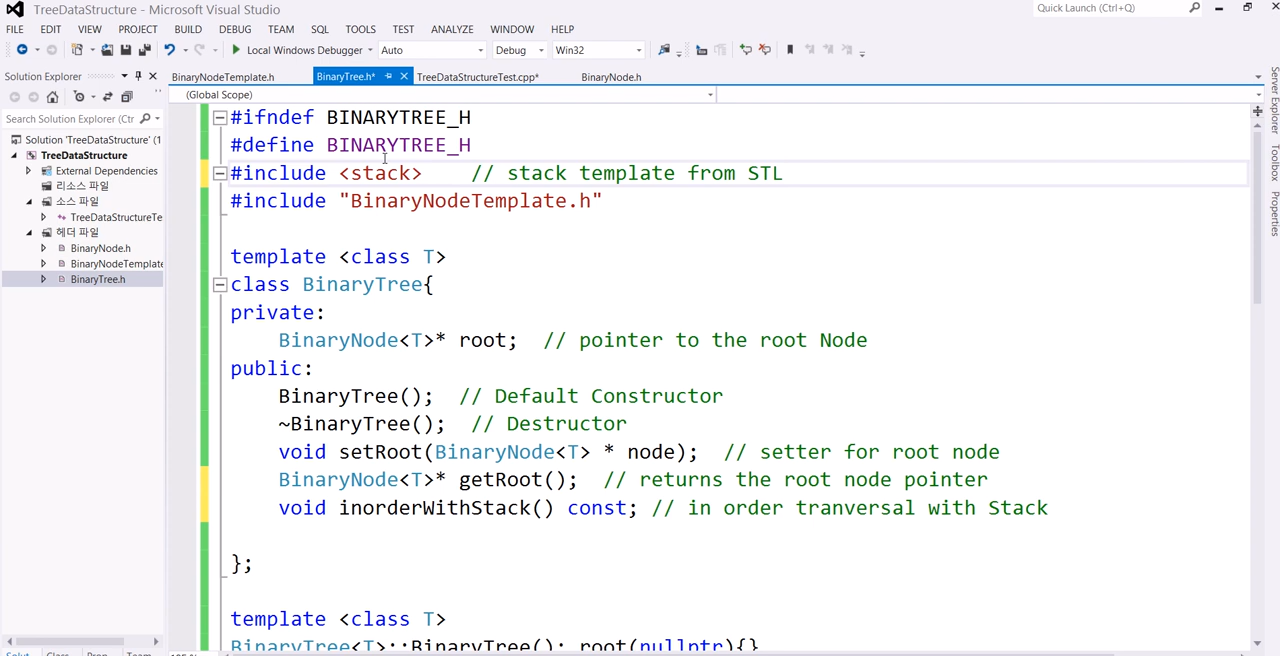 TreeDataStructure - Microsoft Visual Studio
Quick Launch (Ctrl+Q)
FILE EDIT VIEW PROJECT BUILD DEBUG TEAM SQL TOOLS TEST ANALYZE WINDOW HELP
Local Windows Debugger Auto Debug Win32
Solution Explorer
BinaryNodeTemplate.h BinaryTree.h* TreeDataStructureTest.cpp* BinaryNode.h
(Global Scope)
Search Solution Explorer (Ctr
Solution 'TreeDataStructure' (1
TreeDataStructure
External Dependencies
리소스 파일
소스 파일
TreeDataStructureTe
헤더 파일
BinaryNode.h
BinaryNodeTemplate
BinaryTree.h
#ifndef BINARYTREE_H
#define BINARYTREE_H
#include <stack> // stack template from STL
#include "BinaryNodeTemplate.h"
template <class T>
class BinaryTree{
private:
BinaryNode<T>* root; // pointer to the root Node
public:
BinaryTree(); // Default Constructor
~BinaryTree(); // Destructor
void setRoot(BinaryNode<T> * node); // setter for root node
BinaryNode<T>* getRoot(); // returns the root node pointer
void inorderWithStack() const; // in order tranversal with Stack
};
template <class T>
BinaryTree<T>::BinaryTree(): root(nullptr){}
Server Explorer
Toolbox
Properties